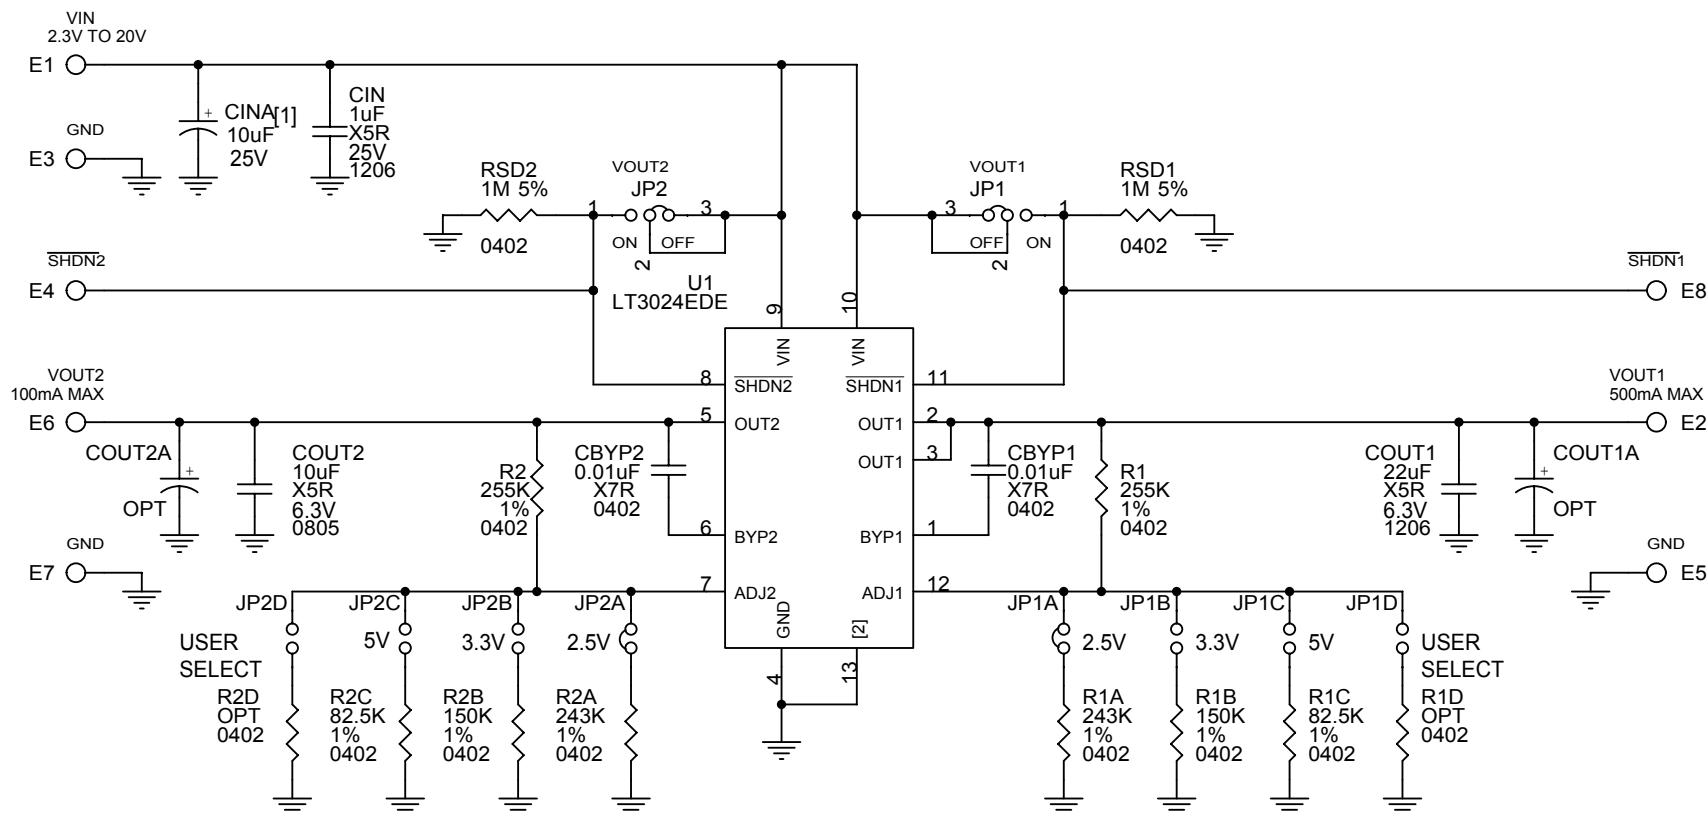 VIN
2.3V TO 20V
E1
CINA[1]
10uF
25V
+
CIN
1uF
X5R
25V
1206
GND
E3
RSD2
1M 5%
0402
VOUT2
JP2
1
3
ON
OFF
2
VOUT1
JP1
3
1
OFF
ON
2
RSD1
1M 5%
0402
SHDN2
E4
SHDN1
E8
U1
LT3024EDE
9
10
VIN
VIN
8
SHDN2
SHDN1
11
VOUT2
100mA MAX
E6
5
OUT2
OUT1
2
OUT1
3
VOUT1
500mA MAX
E2
COUT2A
+
OPT
COUT2
10uF
X5R
6.3V
0805
R2
255K
1%
0402
CBYP2
0.01uF
X7R
0402
6
BYP2
BYP1
1
CBYP1
0.01uF
X7R
0402
R1
255K
1%
0402
COUT1
22uF
X5R
6.3V
1206
COUT1A
+
OPT
GND
E7
GND
E5
7
ADJ2
ADJ1
12
GND
[2]
4
13
JP2D
USER
SELECT
JP2C
5V
JP2B
3.3V
JP2A
2.5V
JP1A
2.5V
JP1B
3.3V
JP1C
5V
JP1D
USER
SELECT
R2D
OPT
0402
R2C
82.5K
1%
0402
R2B
150K
1%
0402
R2A
243K
1%
0402
R1A
243K
1%
0402
R1B
150K
1%
0402
R1C
82.5K
1%
0402
R1D
OPT
0402